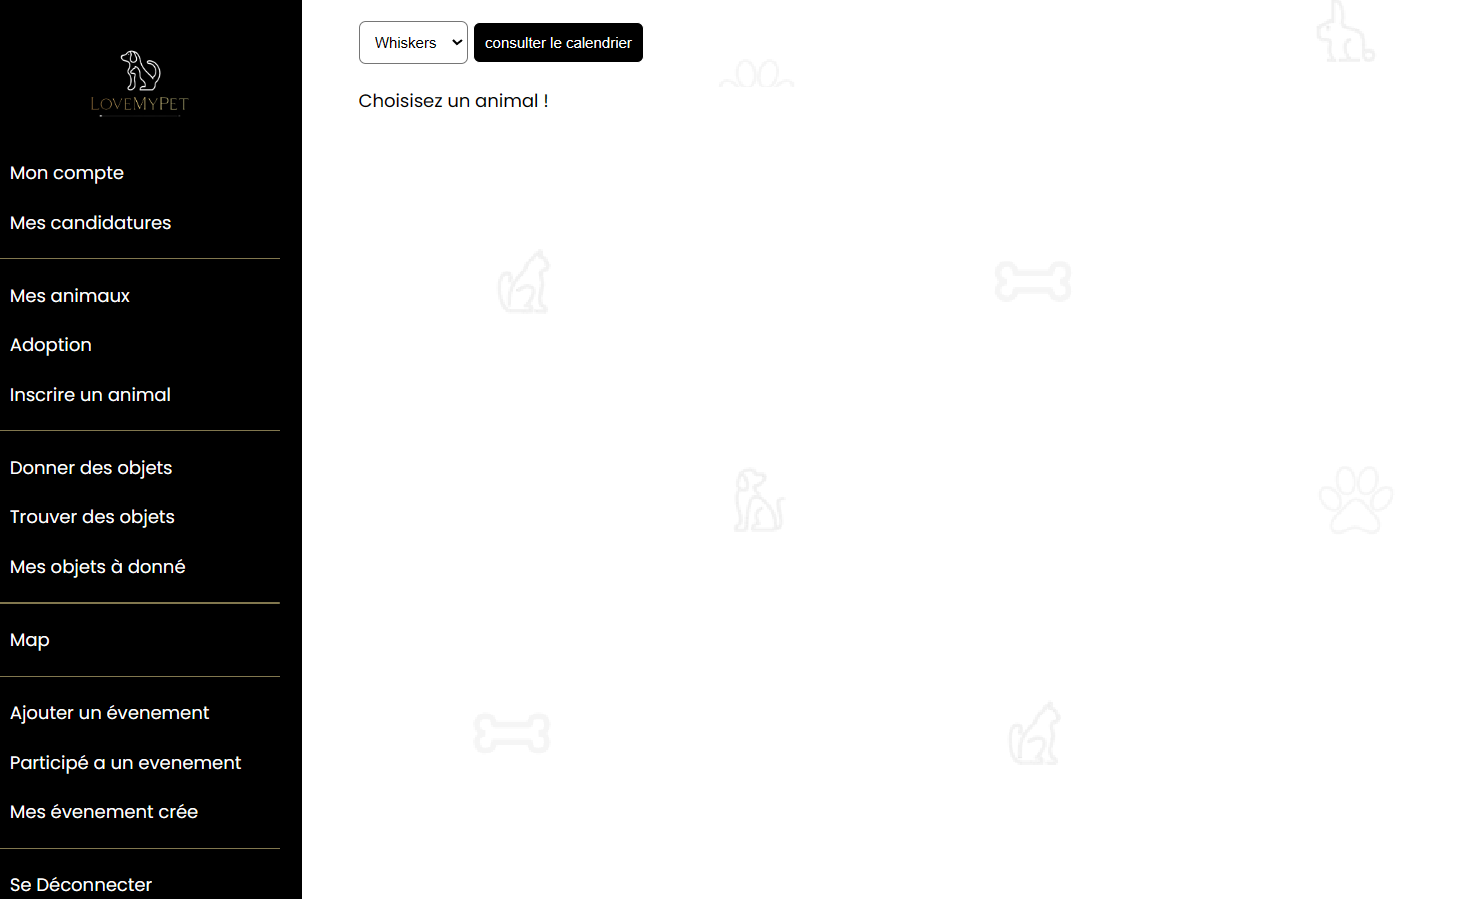 LOVEMYPET
Mon compte
Mes candidatures
Mes animaux
Adoption
Inscrire un animal
Donner des objets
Trouver des objets
Mes objets à donné
Map
Ajouter un évenement
Participé a un evenement
Mes évenement crée
Se Déconnecter
Whiskers
consulter le calendrier
Choisisez un animal !